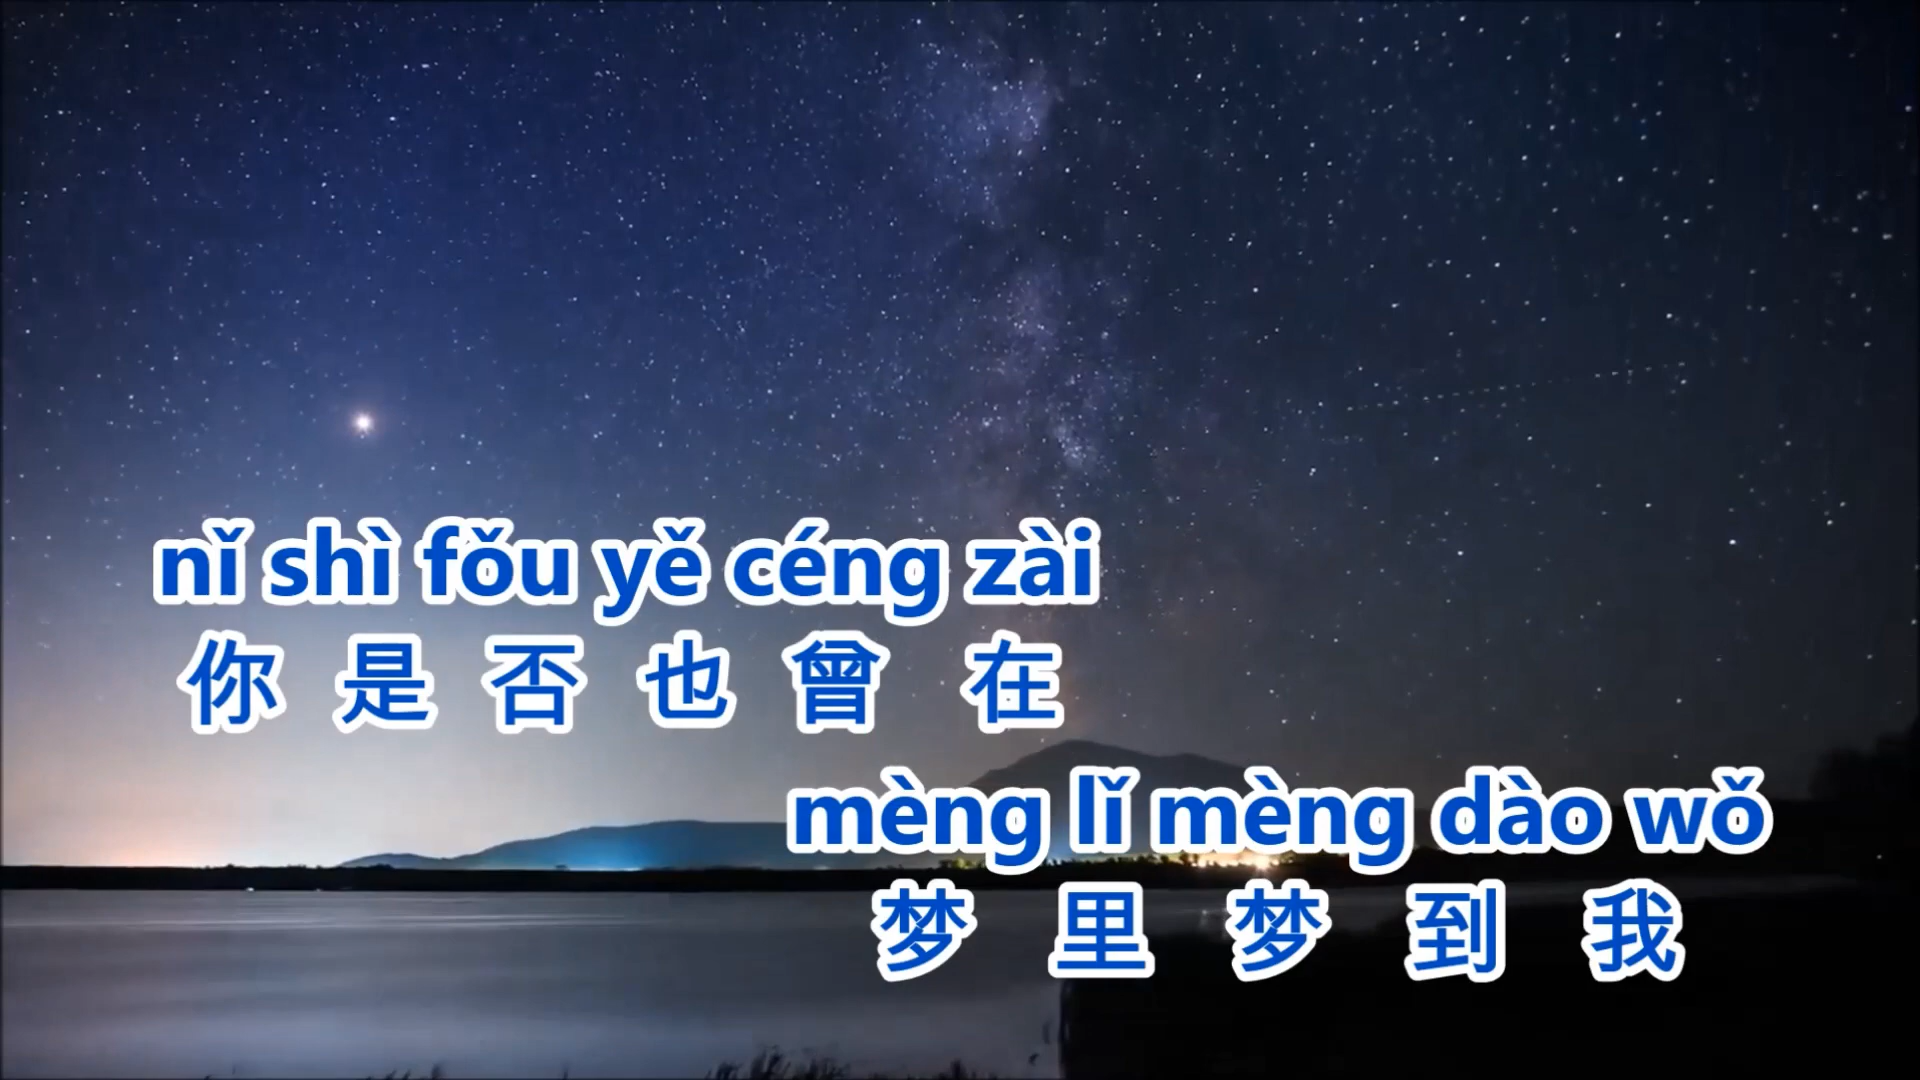 nǐ shì fǒu yě céng zài
你 是 否 也 曾 在
mèng lǐ mèng dào wǒ
梦 里 梦 到 我